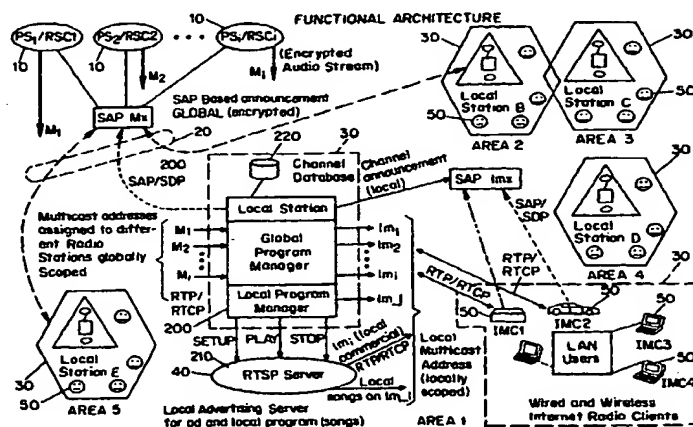 FUNCTIONAL ARCHITECTURE
10
10
30
30
PS1/RSC1
PS2/RSC2
• • •
PSi/RSCi
10
10
M2
Mi
(Encrypted
Audio Stream)
M1
SAP Mx
SAP Based announcement
GLOBAL (encrypted)
20
Local
Station B
50
AREA 2
Local
Station C
50
AREA 3
220
30
200
SAP/SDP
Channel
Database
Channel
announcement
(local)
SAP lmx
SAP/
SDP
30
Local
Station D
AREA 4
50
Multicast addresses
assigned to differ-
ent Radio
Stations globally
Scoped
Local Station
M1
M2
Global
Program
Manager
lm1
lm2
lmi
RTP/
RTCP
Local Program
Manager
lm_j
200
RTP/RTCP
RTP/
RTCP
50
50
30
50
IMC1
IMC2
LAN
Users
IMC3
IMC4
50
SETUP
PLAY
STOP
210
40
RTSP Server
lmi (local
commercial)
RTP/RTCP
Local
songs on lm_j
Local
Multicast
Address
(locally
scoped)
Local
Station E
30
50
AREA 5
Local Advertising Server
for ad and local program (songs)
AREA 1
Wired and Wireless
Internet Radio Clients